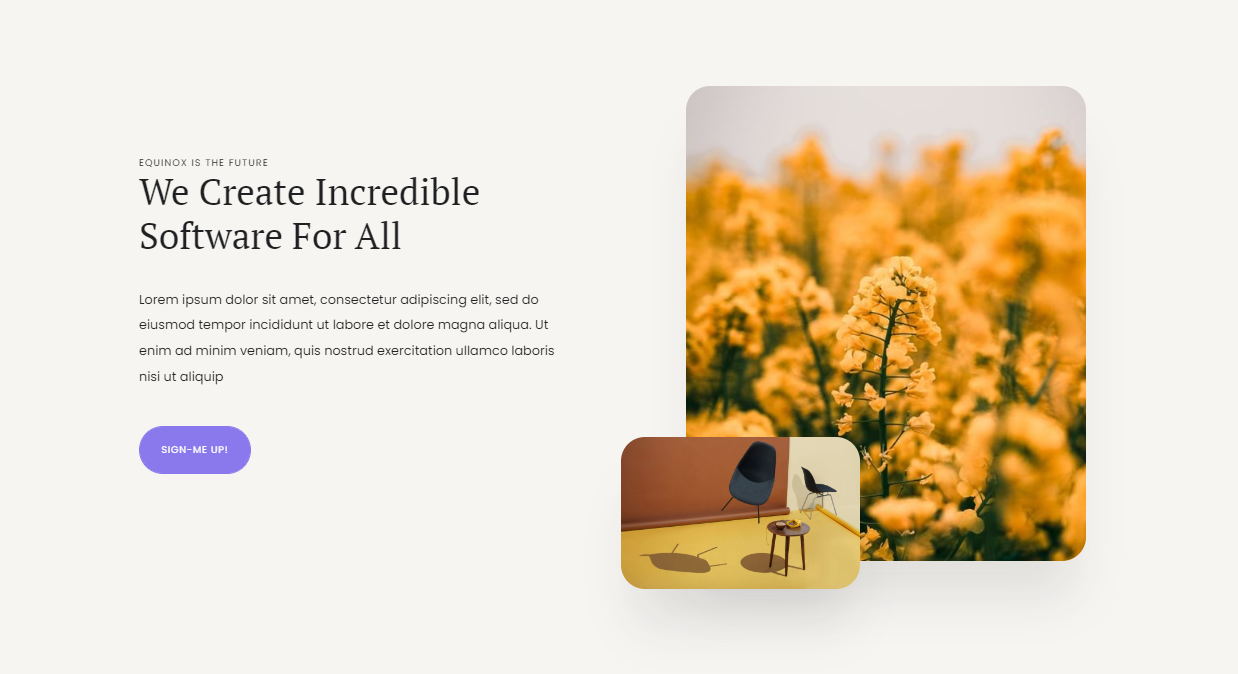 EQUINOX IS THE FUTURE
We Create Incredible
Software For All
Lorem ipsum dolor sit amet, consectetur adipiscing elit, sed do
eiusmod tempor incididunt ut labore et dolore magna aliqua. Ut
enim ad minim veniam, quis nostrud exercitation ullamco laboris
nisi ut aliquip
SIGN-ME UP!